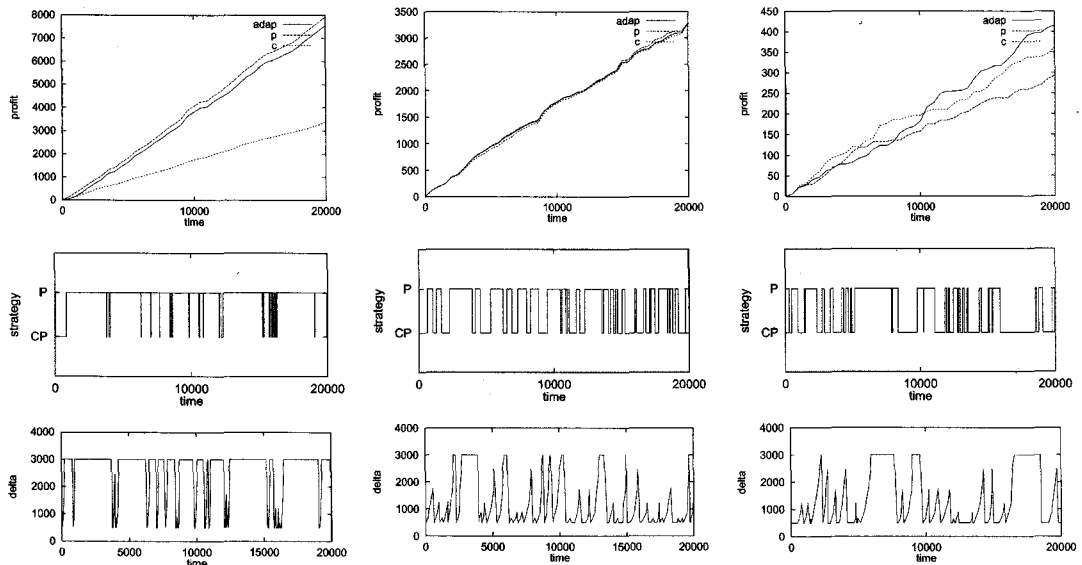 8000
7000
6000
5000
4000
3000
2000
1000
0
profit
adap
p
c
0
10000
20000
time
3500
3000
2500
2000
1500
1000
500
0
profit
adap
p
c
0
10000
20000
time
450
400
350
300
250
200
150
100
50
0
profit
adap
p
c
0
10000
20000
time
P
CP
strategy
0
10000
20000
time
P
CP
strategy
0
10000
20000
time
P
CP
strategy
0
10000
20000
time
4000
3000
2000
1000
0
delta
0
5000
10000
15000
20000
time
4000
3000
2000
1000
0
delta
0
5000
10000
15000
20000
time
4000
3000
2000
1000
0
delta
0
10000
20000
time